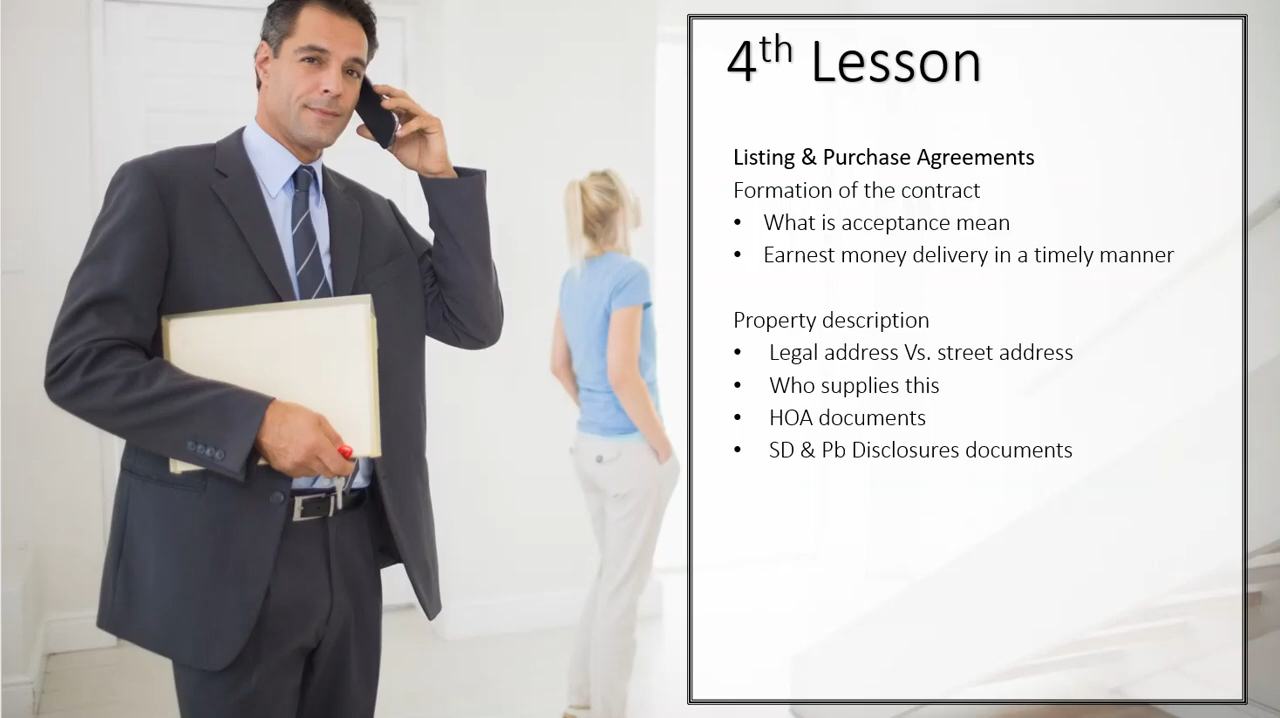 4th Lesson
Listing & Purchase Agreements
Formation of the contract
• What is acceptance mean
• Earnest money delivery in a timely manner
Property description
• Legal address Vs. street address
• Who supplies this
• HOA documents
• SD & Pb Disclosures documents